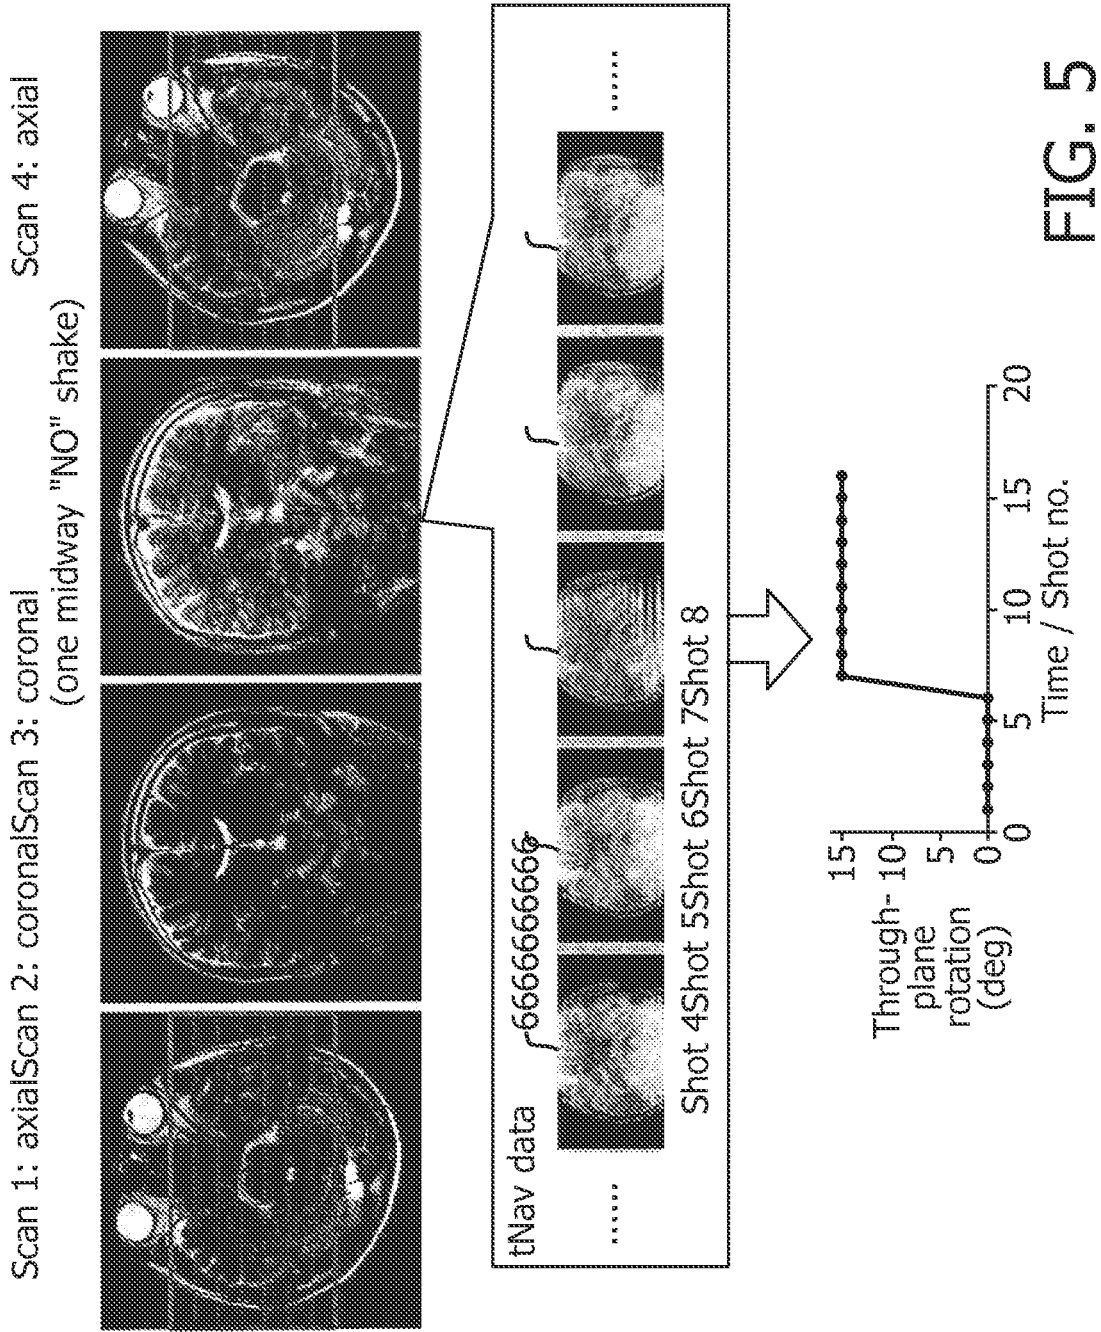 Scan 1: axialScan 2: coronalScan 3: coronal Scan 4: axial
(one midway "NO" shake)
tNav data
6666666666
...... ......
Shot 4Shot 5Shot 6Shot 7Shot 8
Through-
plane
rotation
(deg)
15
10
5
0
0 5 10 15 20
Time / Shot no.
FIG. 5